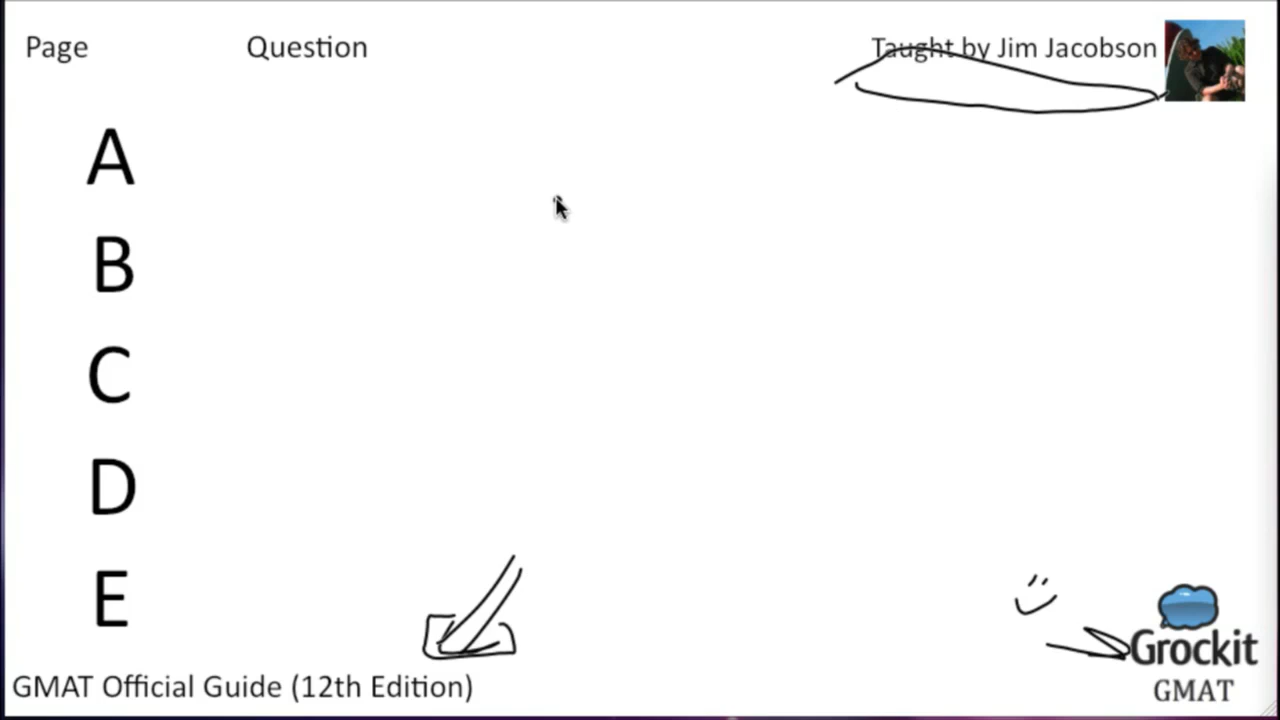 Page Question Taught by Jim Jacobson
A
B
C
D
E
Grockit
GMAT
GMAT Official Guide (12th Edition)